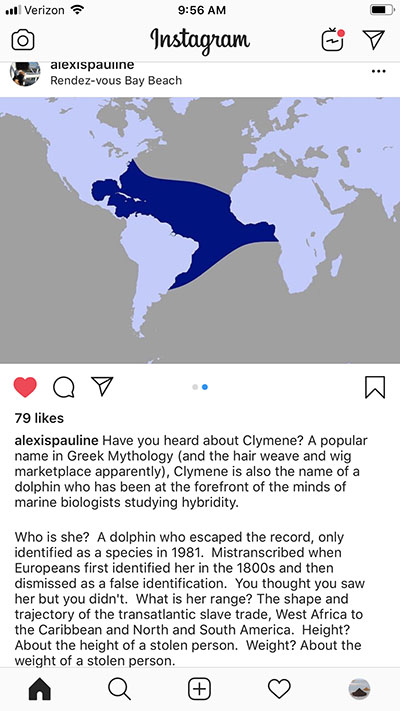 Verizon 9:56 AM
Instagram
alexispauline
Rendez-vous Bay Beach
79 likes
alexispauline Have you heard about Clymene? A popular
name in Greek Mythology (and the hair weave and wig
marketplace apparently), Clymene is also the name of a
dolphin who has been at the forefront of the minds of
marine biologists studying hybridity.
Who is she?  A dolphin who escaped the record, only
identified as a species in 1981.  Mistranscribed when
Europeans first identified her in the 1800s and then
dismissed as a false identification.  You thought you saw
her but you didn't.  What is her range? The shape and
trajectory of the transatlantic slave trade, West Africa to
the Caribbean and North and South America.  Height?
About the height of a stolen person.  Weight? About the
weight of a stolen person.